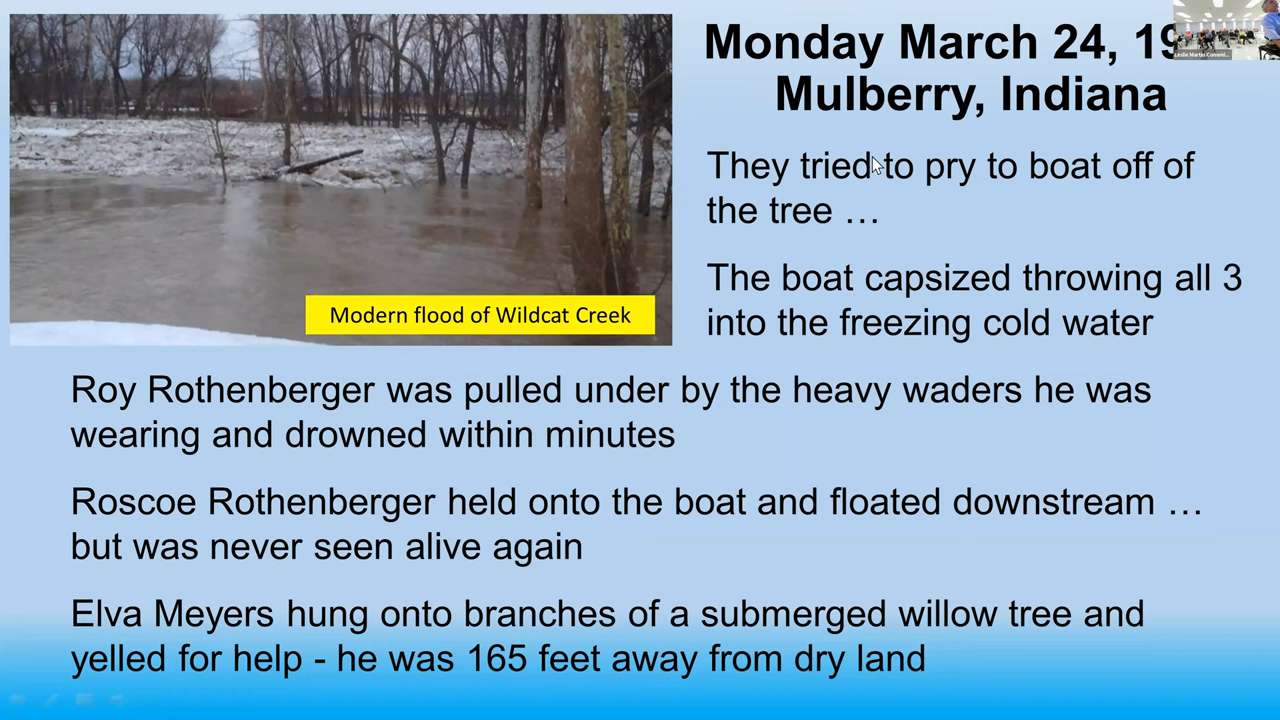 Monday March 24, 19
Mulberry, Indiana
They tried to pry to boat off of
the tree …
The boat capsized throwing all 3
into the freezing cold water
Modern flood of Wildcat Creek
Roy Rothenberger was pulled under by the heavy waders he was
wearing and drowned within minutes
Roscoe Rothenberger held onto the boat and floated downstream …
but was never seen alive again
Elva Meyers hung onto branches of a submerged willow tree and
yelled for help - he was 165 feet away from dry land